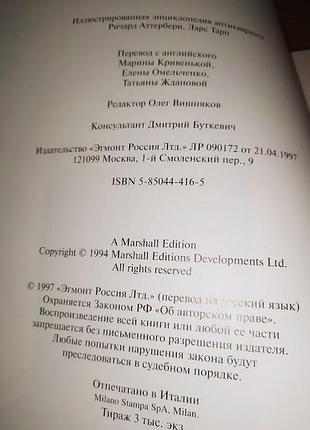 Иллюстрированная энциклопедия антиквариата
Ричард Аттербери, Ларс Тарп
Перевод с английского
Марины Кривенькой,
Елены Омельченко,
Татьяны Ждановой
Редактор Олег Вишняков
Консультант Дмитрий Буткевич
Издательство «Эгмонт Россия Лтд.» ЛР 090172 от 21.04.1997
121099 Москва, 1-й Смоленский пер., 9
ISBN 5-85044-416-5
A Marshall Edition
Copyright © 1994 Marshall Editions Developments Ltd.
All rights reserved
© 1997 «Эгмонт Россия Лтд.» (перевод на русский язык)
Охраняется Законом РФ «Об авторском праве».
Воспроизведение всей книги или любой ее части
запрещается без письменного разрешения издателя.
Любые попытки нарушения закона будут
преследоваться в судебном порядке.
Отпечатано в Италии
Milano Stampa SpA, Milan.
Тираж 3 тыс. экз